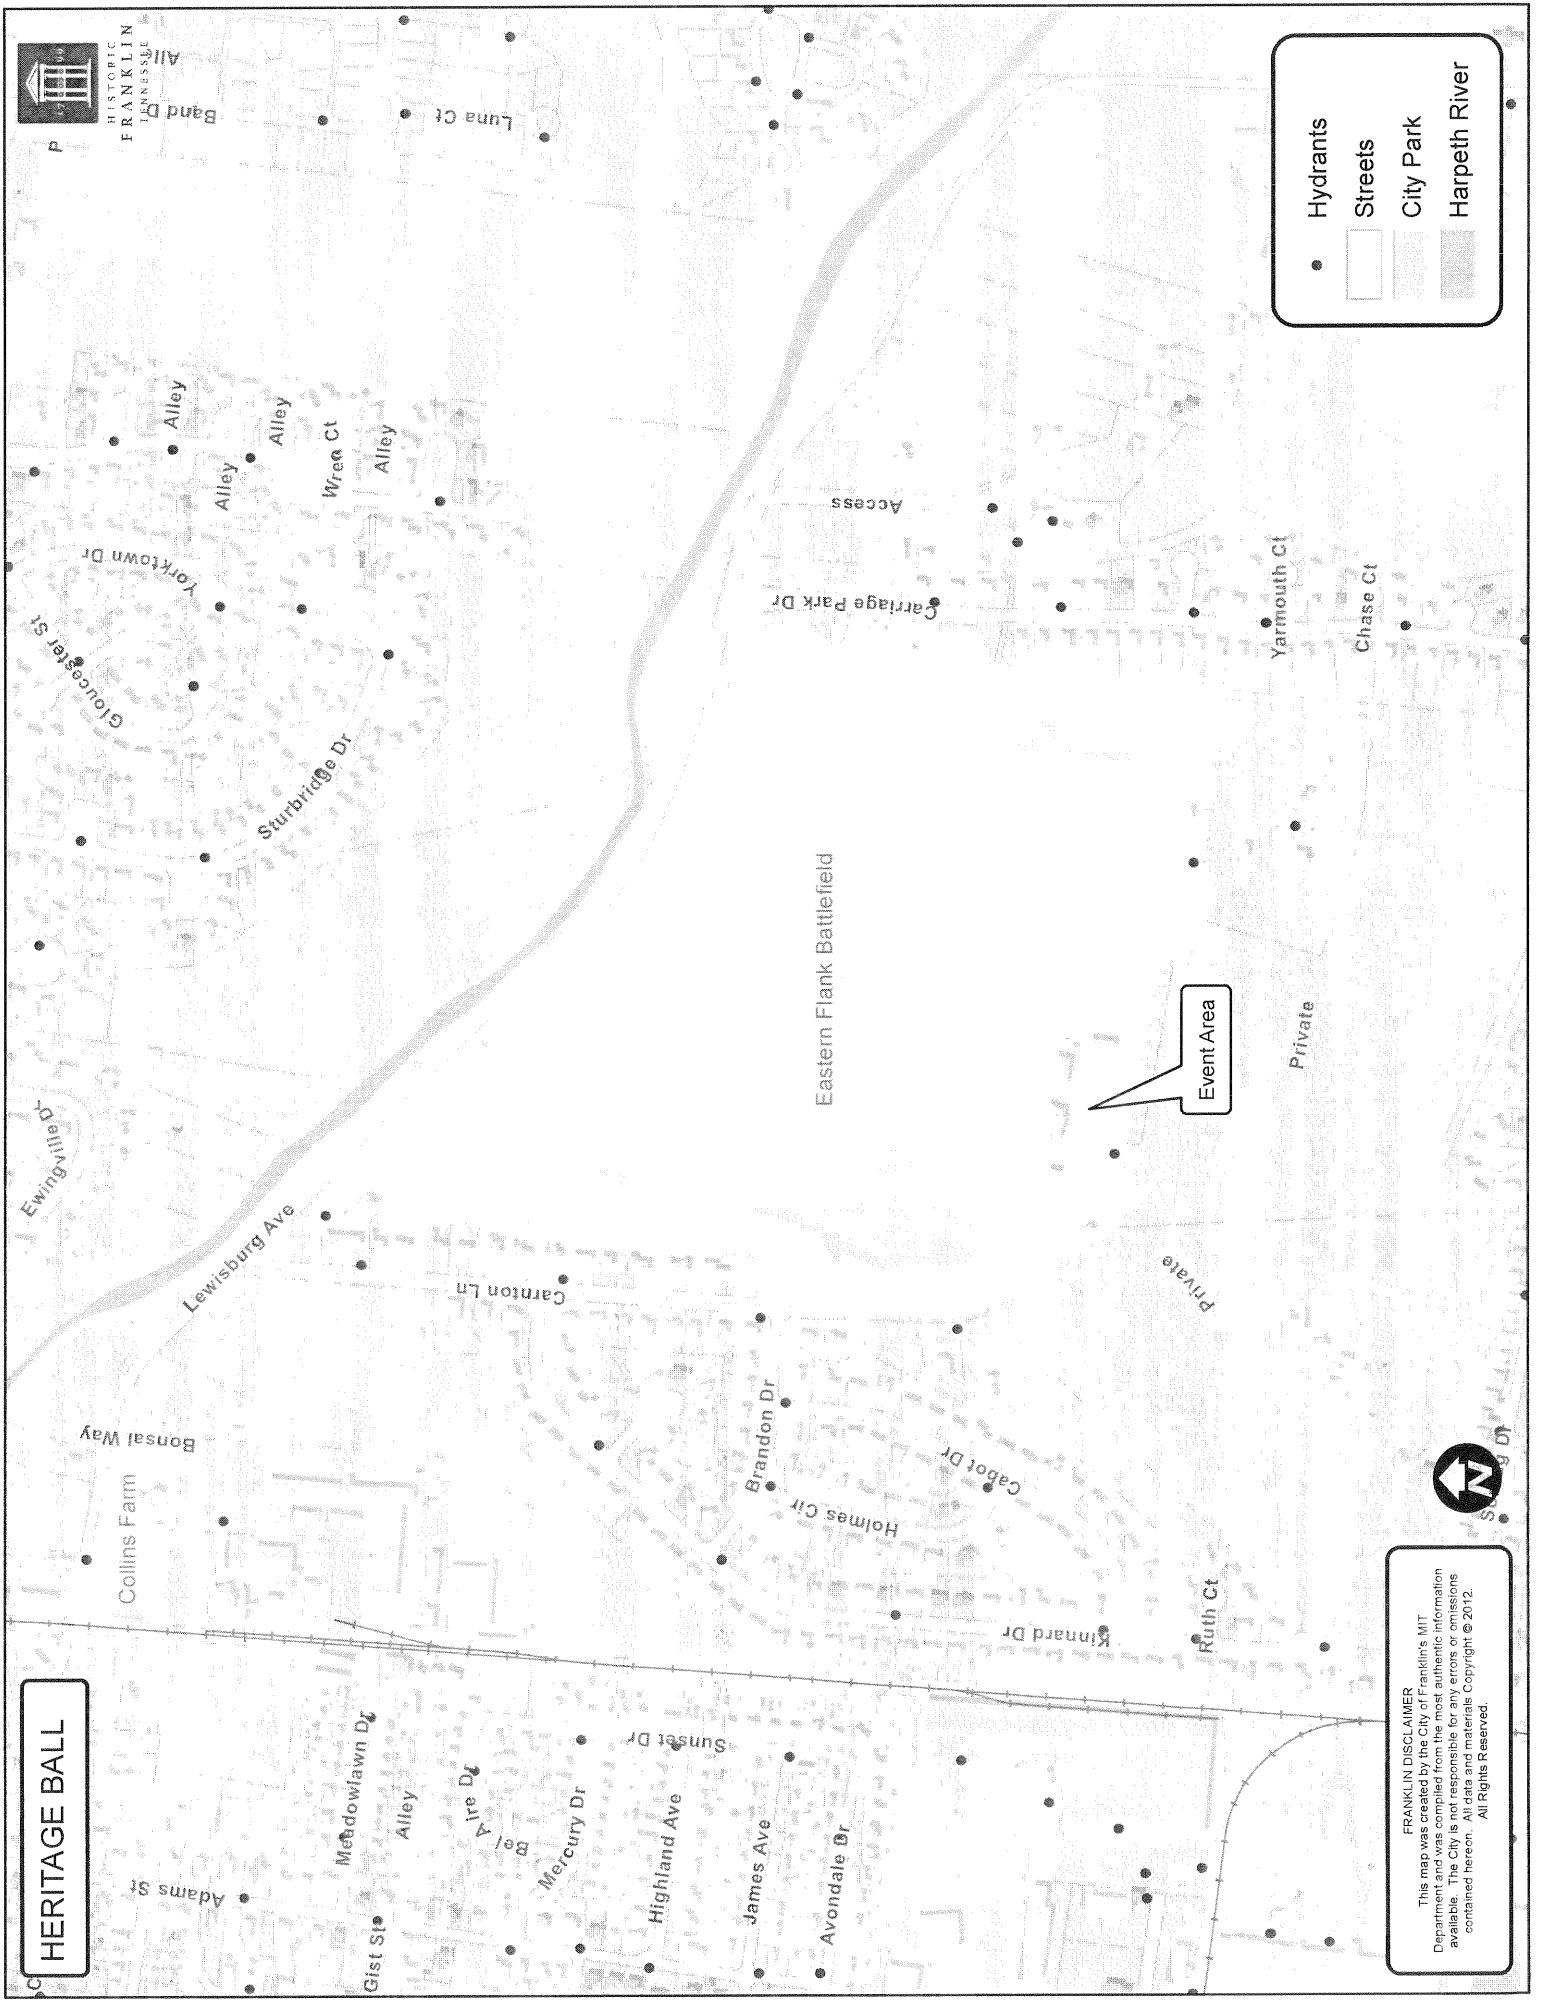 HERITAGE BALL
HISTORIC
FRANKLIN
TENNESSEE
P
All
Band D
Luna Ct
Alley
Alley
Alley
Wren Ct
Alley
Yorktown Dr
Gloucester St
Sturbridge Dr
Ewingville Dr
Lewisburg Ave
Carnton Ln
Bonsal Way
Collins Farm
Adams St
Meadowlawn Dr
Alley
Gist St
Bel Aire Dr
Mercury Dr
Sunset Dr
Highland Ave
James Ave
Avondale Dr
Brandon Dr
Holmes Cir
Cabot Dr
Kinnard Dr
Ruth Ct
Eastern Flank Battlefield
Access
Carriage Park Dr
Yarmouth Ct
Chase Ct
Private
Private
Event Area
Hydrants
Streets
City Park
Harpeth River
N
FRANKLIN DISCLAIMER
This map was created by the City of Franklin's MIT
Department and was compiled from the most authentic information
available. The City is not responsible for any errors or omissions
contained hereon. All data and materials Copyright © 2012.
All Rights Reserved.